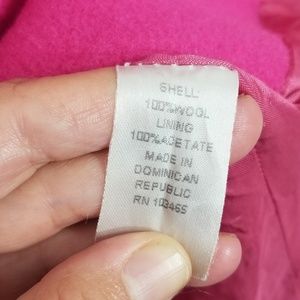 SHELL
100%WOOL
LINING
100%ACETATE
MADE IN
DOMINICAN
REPUBLIC
RN 103465